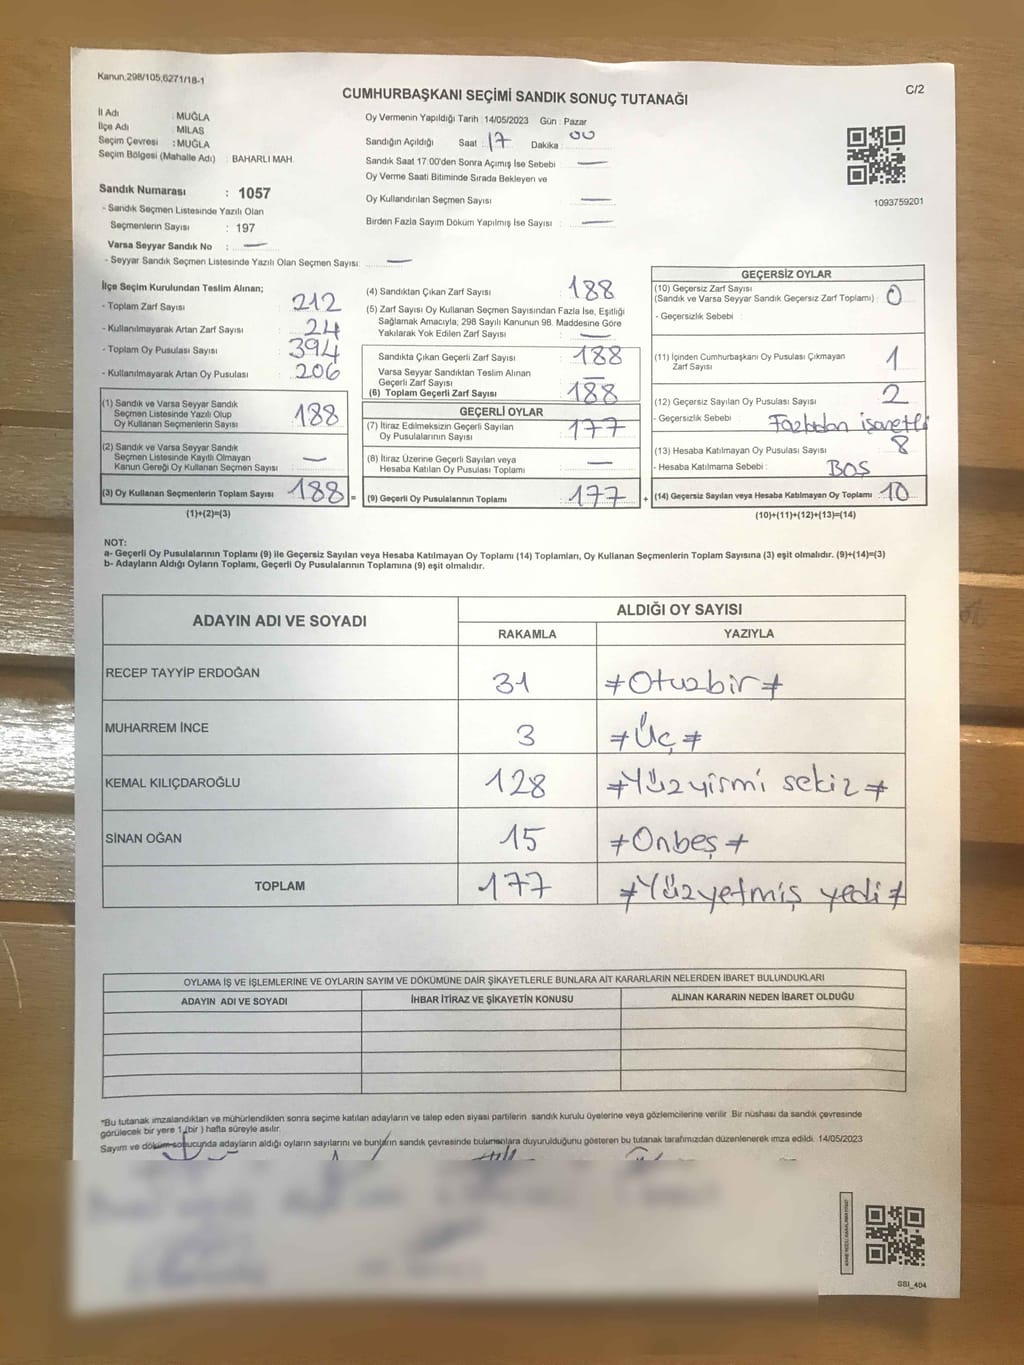 Kanun,298/105,6271/18-1
C/2
CUMHURBAŞKANI SEÇİMİ SANDIK SONUÇ TUTANAĞI
İl Adı : MUĞLA
İlçe Adı : MİLAS
Seçim Çevresi : MUĞLA
Seçim Bölgesi (Mahalle Adı) : BAHARLI MAH.
Sandık Numarası : 1057
- Sandık Seçmen Listesinde Yazılı Olan
Seçmenlerin Sayısı : 197
Varsa Seyyar Sandık No : —
- Seyyar Sandık Seçmen Listesinde Yazılı Olan Seçmen Sayısı: —
Oy Vermenin Yapıldığı Tarih :14/05/2023 Gün : Pazar
Sandığın Açıldığı Saat : 17 Dakika : 00
Sandık Saat 17:00'den Sonra Açımış İse Sebebi : —
Oy Verme Saati Bitiminde Sırada Bekleyen ve
Oy Kullandırılan Seçmen Sayısı : —
Birden Fazla Sayım Döküm Yapılmış İse Sayısı : —
1093759201
İlçe Seçim Kurulundan Teslim Alınan;
- Toplam Zarf Sayısı : 212
- Kullanılmayarak Artan Zarf Sayısı : 24
- Toplam Oy Pusulası Sayısı : 394
- Kullanılmayarak Artan Oy Pusulası : 206
(1) Sandık ve Varsa Seyyar Sandık
Seçmen Listesinde Yazılı Olup
Oy Kullanan Seçmenlerin Sayısı : 188
(2) Sandık ve Varsa Seyyar Sandık
Seçmen Listesinde Kayıtlı Olmayan
Kanun Gereği Oy Kullanan Seçmen Sayısı : —
(3) Oy Kullanan Seçmenlerin Toplam Sayısı : 188 =
(1)+(2)=(3)
(4) Sandıktan Çıkan Zarf Sayısı : 188
(5) Zarf Sayısı Oy Kullanan Seçmen Sayısından Fazla İse, Eşitliği
Sağlamak Amacıyla; 298 Sayılı Kanunun 98. Maddesine Göre
Yakılarak Yok Edilen Zarf Sayısı : —
Sandıkta Çıkan Geçerli Zarf Sayısı : 188
Varsa Seyyar Sandıktan Teslim Alınan
Geçerli Zarf Sayısı : —
(6) Toplam Geçerli Zarf Sayısı : 188
GEÇERLİ OYLAR
(7) İtiraz Edilmeksizin Geçerli Sayılan
Oy Pusulalarının Sayısı : 177
(8) İtiraz Üzerine Geçerli Sayılan veya
Hesaba Katılan Oy Pusulası Toplamı : —
(9) Geçerli Oy Pusulalarının Toplamı : 177 +
GEÇERSİZ OYLAR
(10) Geçersiz Zarf Sayısı
(Sandık ve Varsa Seyyar Sandık Geçersiz Zarf Toplamı) : 0
- Geçersizlik Sebebi :
(11) İçinden Cumhurbaşkanı Oy Pusulası Çıkmayan
Zarf Sayısı : 1
(12) Geçersiz Sayılan Oy Pusulası Sayısı : 2
- Geçersizlik Sebebi : Fazladan işaretli
(13) Hesaba Katılmayan Oy Pusulası Sayısı : 8
- Hesaba Katılmama Sebebi : BOŞ
(14) Geçersiz Sayılan veya Hesaba Katılmayan Oy Toplamı : 10
(10)+(11)+(12)+(13)=(14)
NOT:
a- Geçerli Oy Pusulalarının Toplamı (9) ile Geçersiz Sayılan veya Hesaba Katılmayan Oy Toplamı (14) Toplamları, Oy Kullanan Seçmenlerin Toplam Sayısına (3) eşit olmalıdır. (9)+(14)=(3)
b- Adayların Aldığı Oyların Toplamı, Geçerli Oy Pusulalarının Toplamına (9) eşit olmalıdır.
ADAYIN ADI VE SOYADI ALDIĞI OY SAYISI
RAKAMLA YAZIYLA
RECEP TAYYİP ERDOĞAN 31 ≠Otuzbir≠
MUHARREM İNCE 3 ≠Üç≠
KEMAL KILIÇDAROĞLU 128 ≠Yüzyirmi sekiz≠
SİNAN OĞAN 15 ≠Onbeş≠
TOPLAM 177 ≠Yüzyetmiş yedi≠
OYLAMA İŞ VE İŞLEMLERİNE VE OYLARIN SAYIM VE DÖKÜMÜNE DAİR ŞİKAYETLERLE BUNLARA AİT KARARLARIN NELERDEN İBARET BULUNDUKLARI
ADAYIN ADI VE SOYADI İHBAR İTİRAZ VE ŞİKAYETİN KONUSU ALINAN KARARIN NEDEN İBARET OLDUĞU
*Bu tutanak imzalandıktan ve mühürlendikten sonra seçime katılan adayların ve talep eden siyasi partilerin sandık kurulu üyelerine veya gözlemcilerine verilir. Bir nüshası da sandık çevresinde
görülecek bir yere 1 (bir ) hafta süreyle asılır.
Sayım ve döküm sonucunda adayların aldığı oyların sayılarını ve bunların sandık çevresinde bulunanlara duyurulduğunu gösteren bu tutanak tarafımızdan düzenlenerek imza edildi. 14/05/2023
SSI_404